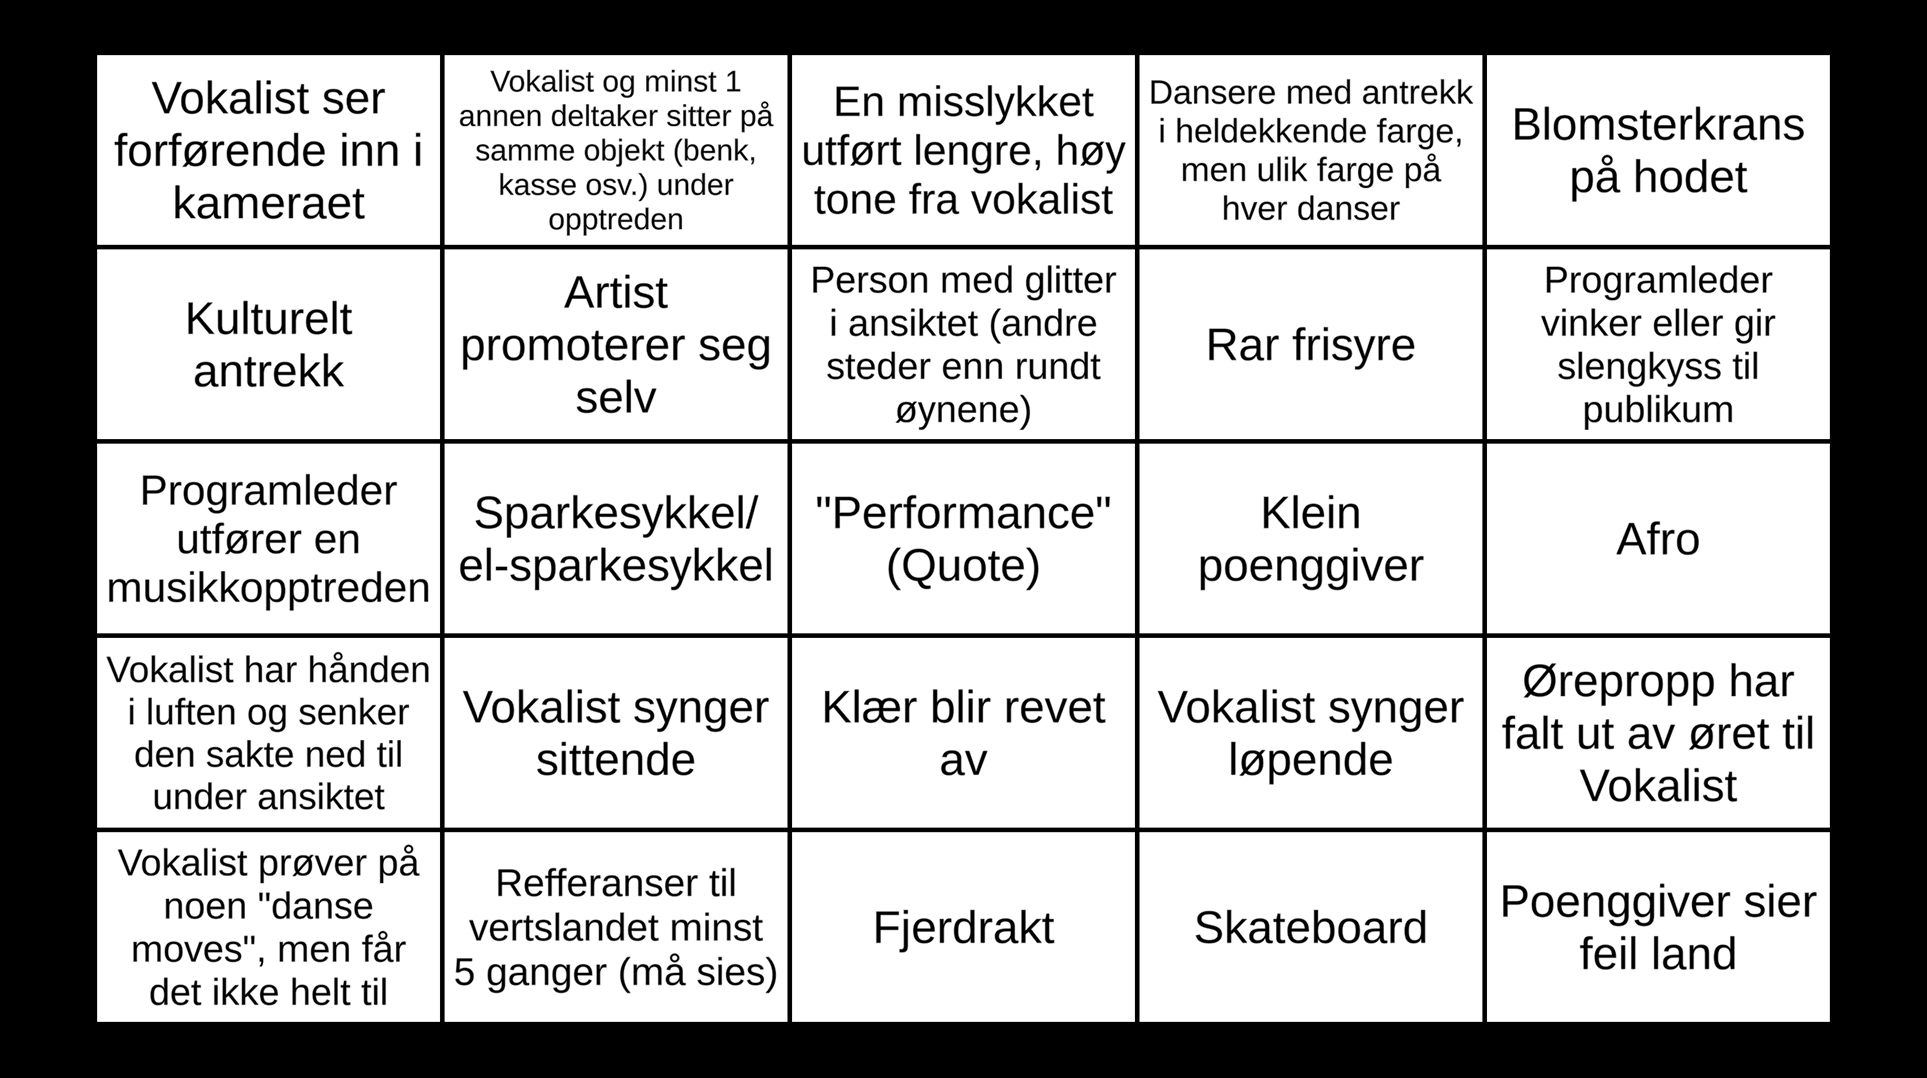 Vokalist ser
forførende inn i
kameraet
Vokalist og minst 1
annen deltaker sitter på
samme objekt (benk,
kasse osv.) under
opptreden
En misslykket
utført lengre, høy
tone fra vokalist
Dansere med antrekk
i heldekkende farge,
men ulik farge på
hver danser
Blomsterkrans
på hodet
Kulturelt
antrekk
Artist
promoterer seg
selv
Person med glitter
i ansiktet (andre
steder enn rundt
øynene)
Rar frisyre
Programleder
vinker eller gir
slengkyss til
publikum
Programleder
utfører en
musikkopptreden
Sparkesykkel/
el-sparkesykkel
"Performance"
(Quote)
Klein
poenggiver
Afro
Vokalist har hånden
i luften og senker
den sakte ned til
under ansiktet
Vokalist synger
sittende
Klær blir revet
av
Vokalist synger
løpende
Ørepropp har
falt ut av øret til
Vokalist
Vokalist prøver på
noen "danse
moves", men får
det ikke helt til
Refferanser til
vertslandet minst
5 ganger (må sies)
Fjerdrakt
Skateboard
Poenggiver sier
feil land